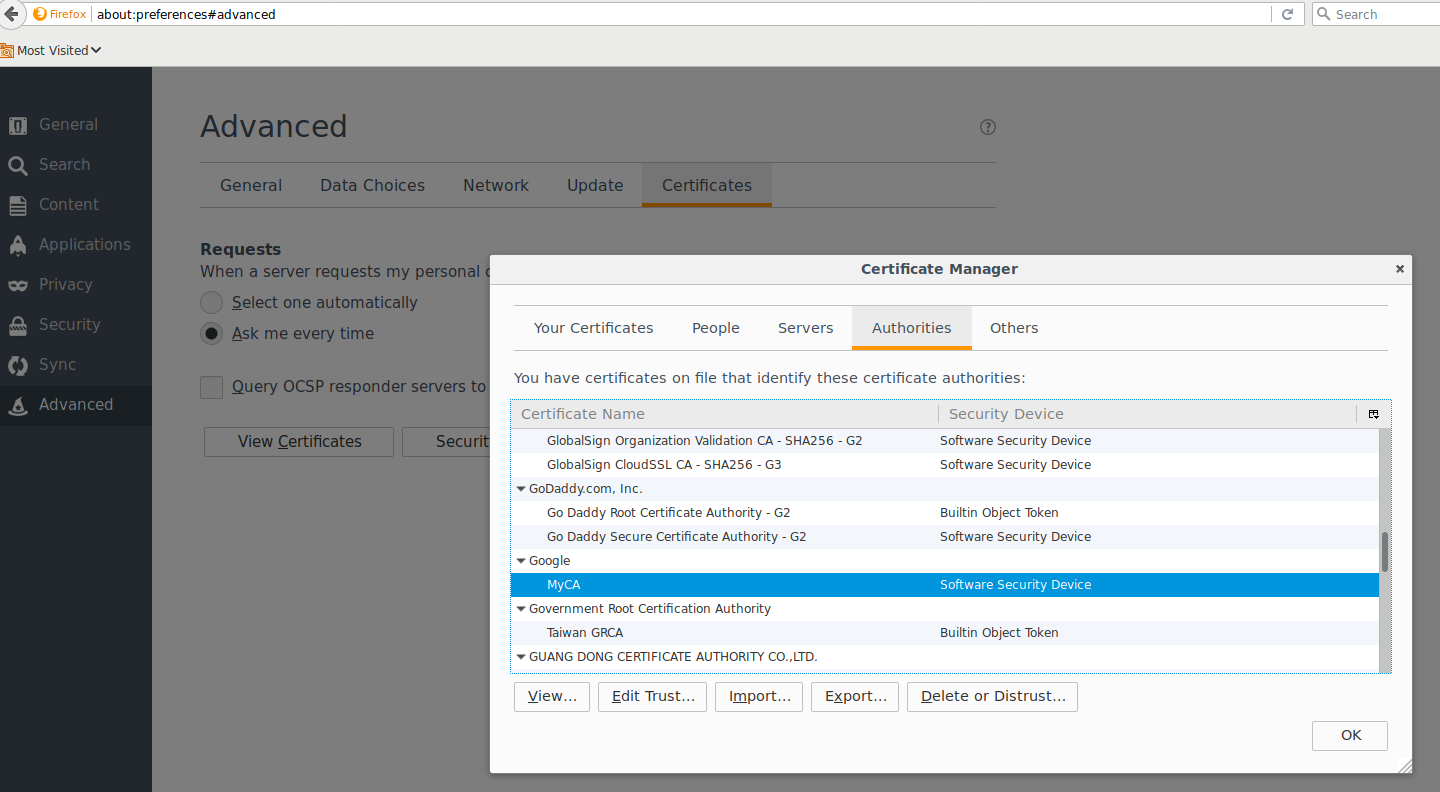 Firefox about:preferences#advanced Search
Most Visited
General
Search
Content
Applications
Privacy
Security
Sync
Advanced
Advanced ?
General Data Choices Network Update Certificates
Requests
When a server requests my personal c
Select one automatically
Ask me every time
Query OCSP responder servers to
View Certificates Securit
Certificate Manager
Your Certificates People Servers Authorities Others
You have certificates on file that identify these certificate authorities:
Certificate Name Security Device
GlobalSign Organization Validation CA - SHA256 - G2 Software Security Device
GlobalSign CloudSSL CA - SHA256 - G3 Software Security Device
GoDaddy.com, Inc.
Go Daddy Root Certificate Authority - G2 Builtin Object Token
Go Daddy Secure Certificate Authority - G2 Software Security Device
Google
MyCA Software Security Device
Government Root Certification Authority
Taiwan GRCA Builtin Object Token
GUANG DONG CERTIFICATE AUTHORITY CO.,LTD.
View... Edit Trust... Import... Export... Delete or Distrust...
OK